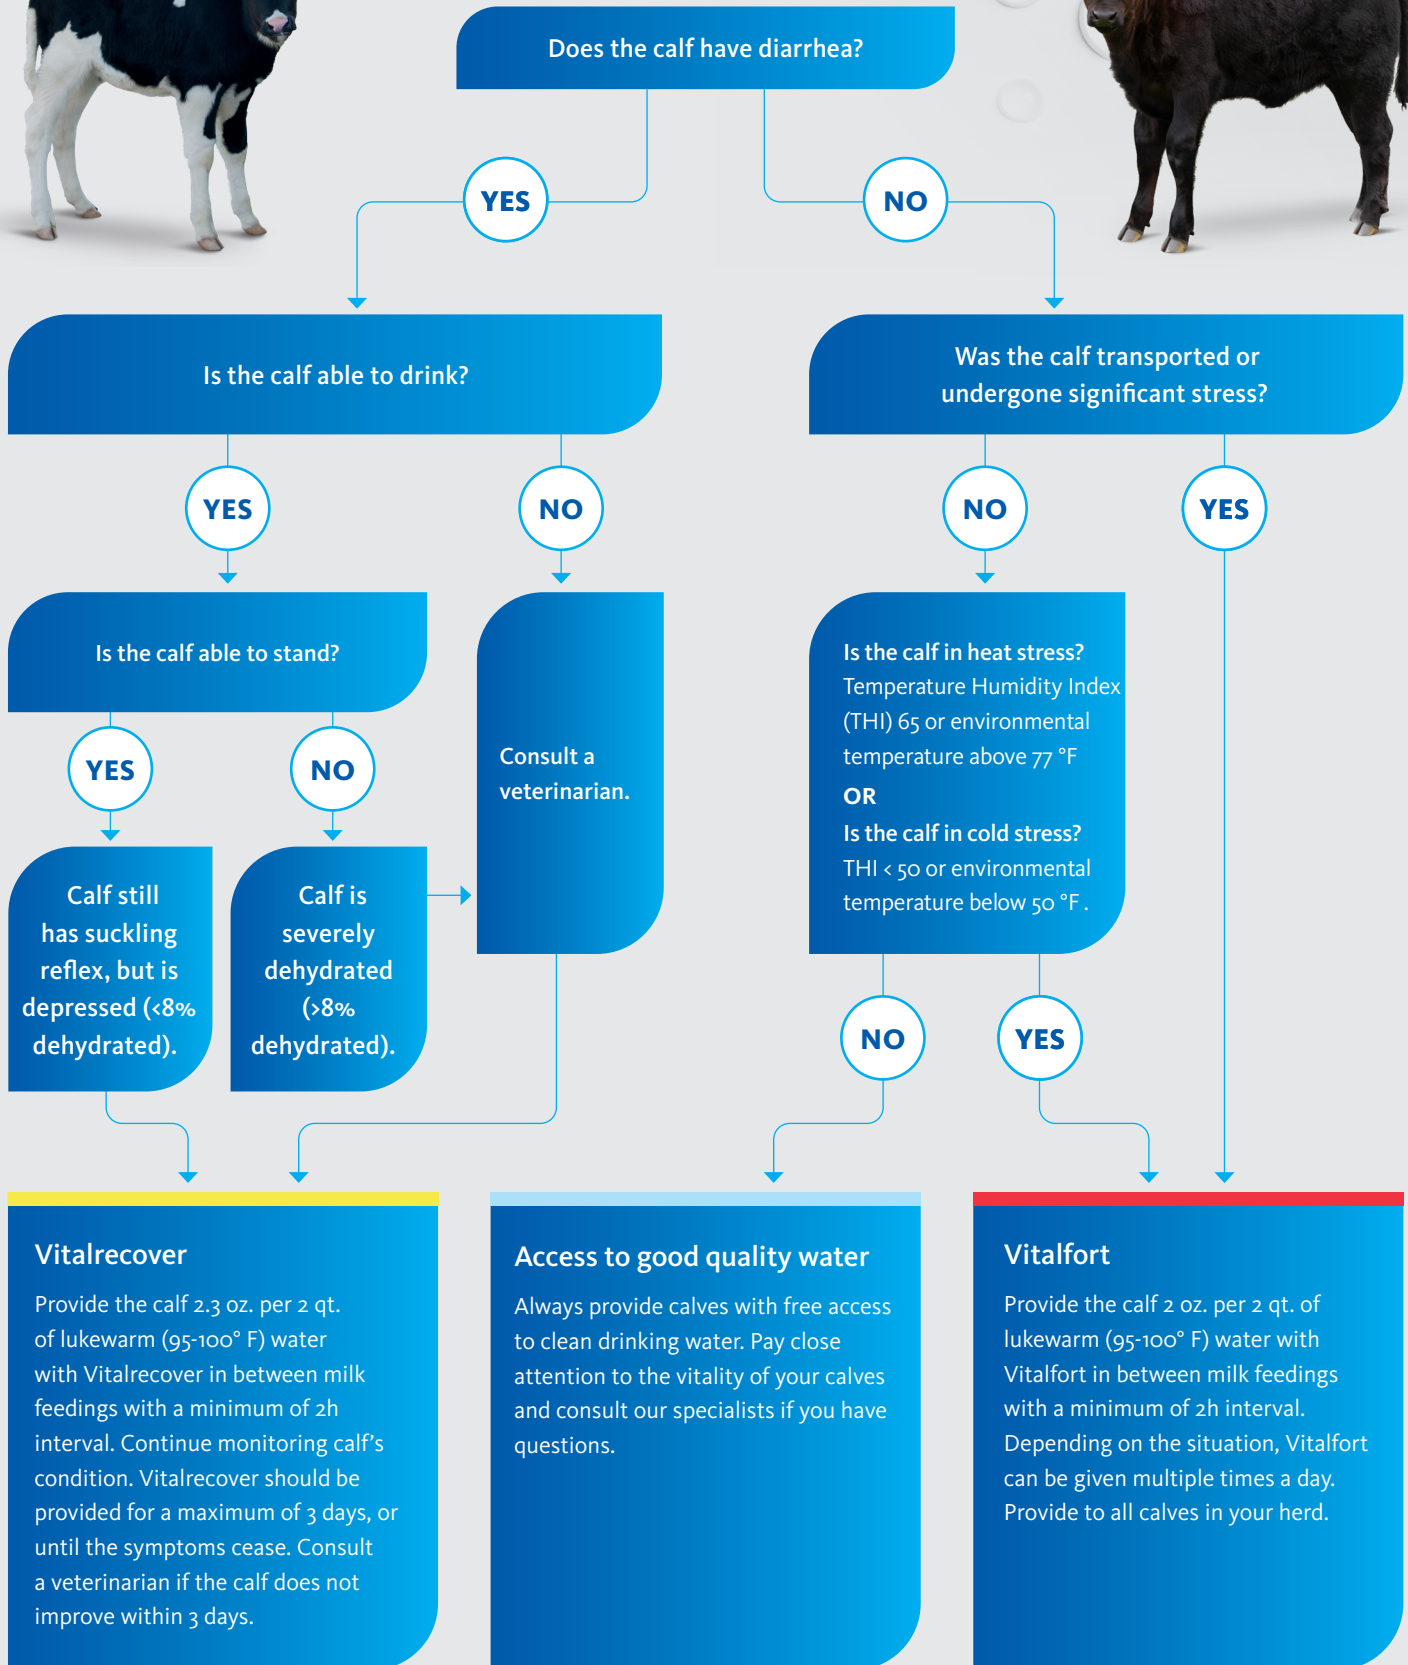 Does the calf have diarrhea?
YES
NO
Is the calf able to drink?
Was the calf transported or
undergone significant stress?
YES
NO
NO
YES
Is the calf able to stand?
YES
NO
Consult a
veterinarian.
Is the calf in heat stress?
Temperature Humidity Index
(THI) 65 or environmental
temperature above 77 °F
OR
Is the calf in cold stress?
THI < 50 or environmental
temperature below 50 °F .
Calf still
has suckling
reflex, but is
depressed (<8%
dehydrated).
Calf is
severely
dehydrated
(>8%
dehydrated).
NO
YES
Vitalrecover
Provide the calf 2.3 oz. per 2 qt.
of lukewarm (95-100° F) water
with Vitalrecover in between milk
feedings with a minimum of 2h
interval. Continue monitoring calf's
condition. Vitalrecover should be
provided for a maximum of 3 days, or
until the symptoms cease. Consult
a veterinarian if the calf does not
improve within 3 days.
Access to good quality water
Always provide calves with free access
to clean drinking water. Pay close
attention to the vitality of your calves
and consult our specialists if you have
questions.
Vitalfort
Provide the calf 2 oz. per 2 qt. of
lukewarm (95-100° F) water with
Vitalfort in between milk feedings
with a minimum of 2h interval.
Depending on the situation, Vitalfort
can be given multiple times a day.
Provide to all calves in your herd.